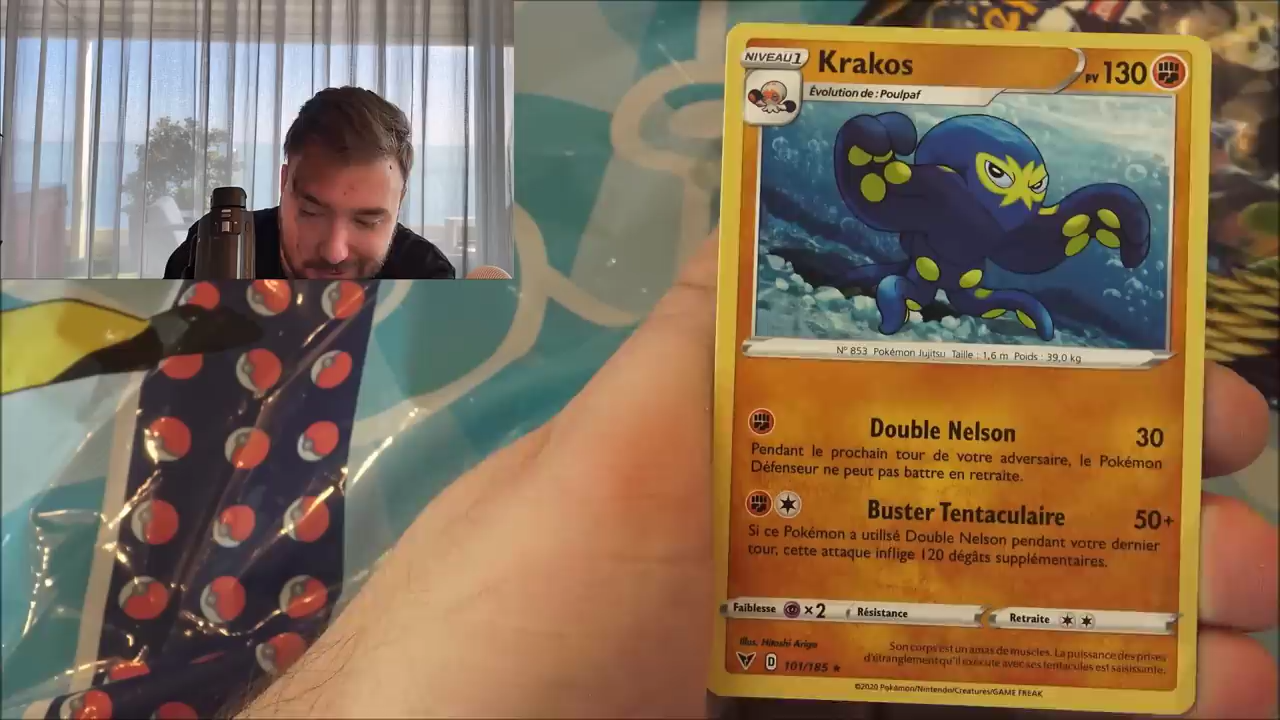 NIVEAU 1
Krakos
PV 130
Évolution de : Poulpaf
N° 853 Pokémon Jujitsu Taille : 1,6 m Poids : 39,0 kg
Double Nelson 30
Pendant le prochain tour de votre adversaire, le Pokémon
Défenseur ne peut pas battre en retraite.
Buster Tentaculaire 50+
Si ce Pokémon a utilisé Double Nelson pendant votre dernier
tour, cette attaque inflige 120 dégâts supplémentaires.
Faiblesse ×2 Résistance Retraite
Illus. Hitoshi Ariga
D 101/185
Son corps est un amas de muscles. La puissance des prises
d'étranglement qu'il exécute avec ses tentacules est saisissante.
©2020 Pokémon/Nintendo/Creatures/GAME FREAK